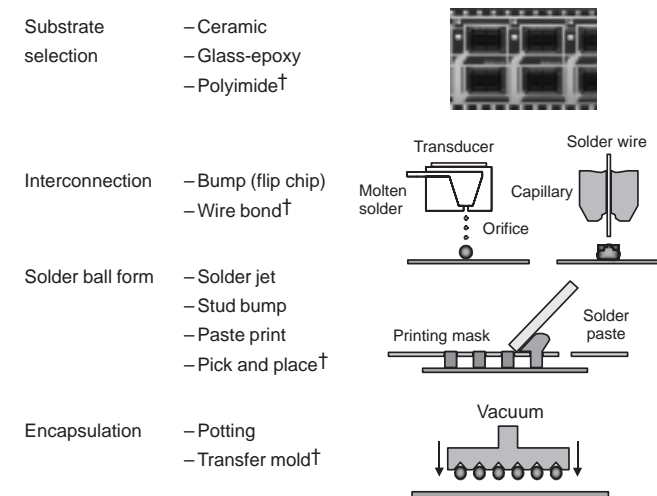 Substrate
selection
– Ceramic
– Glass-epoxy
– Polyimide†
Interconnection
– Bump (flip chip)
– Wire bond†
Transducer
Molten
solder
Orifice
Solder wire
Capillary
Solder ball form
– Solder jet
– Stud bump
– Paste print
– Pick and place†
Printing mask
Solder
paste
Encapsulation
– Potting
– Transfer mold†
Vacuum